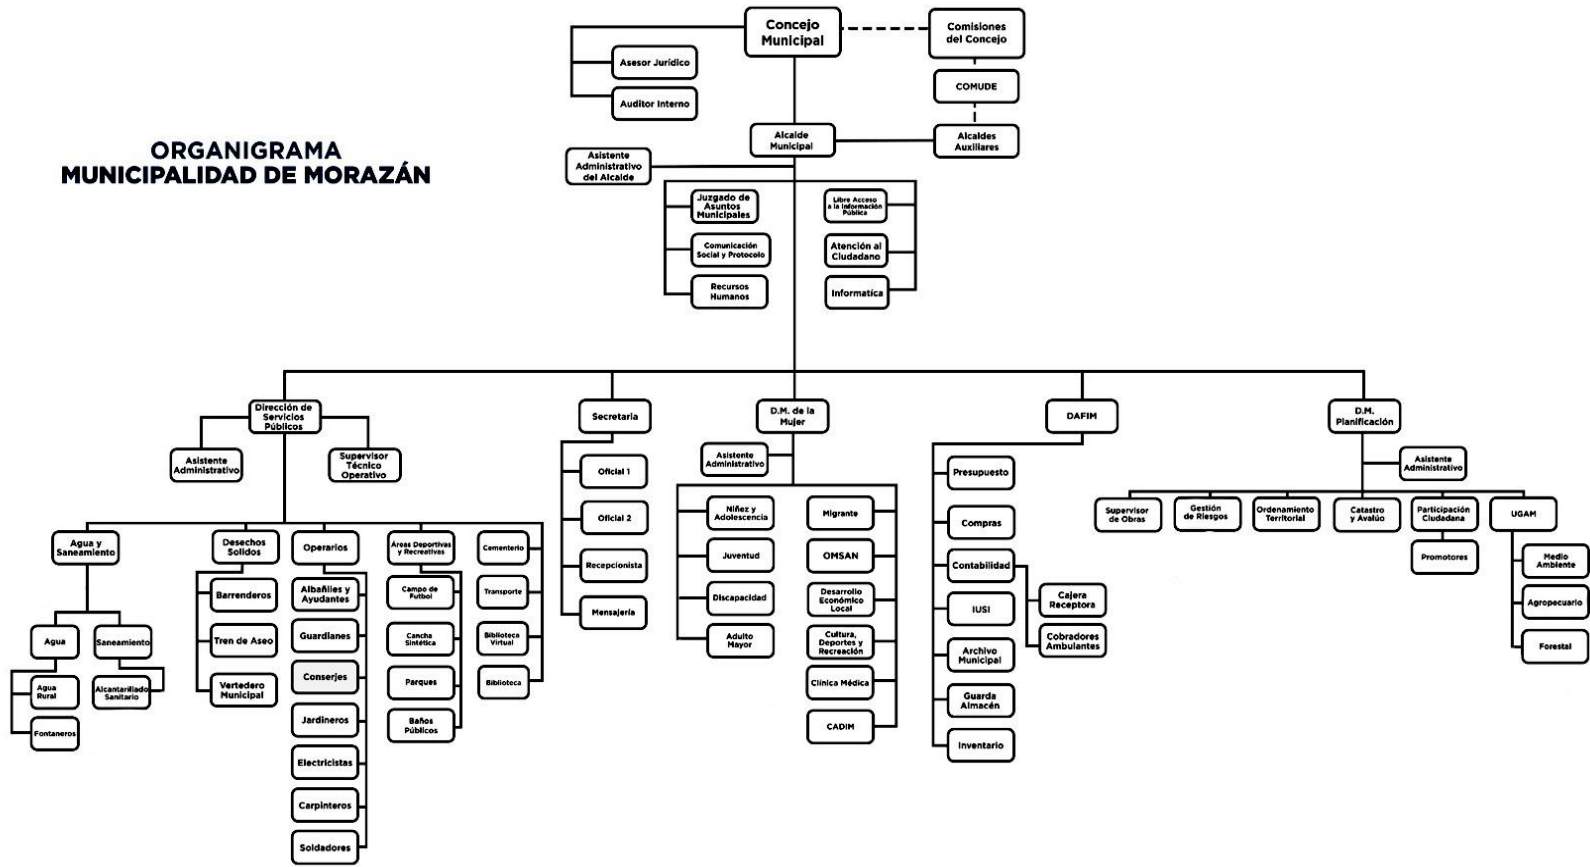 Concejo
Municipal
Comisiones
del Concejo
Asesor Jurídico
COMUDE
Auditor Interno
Alcalde
Municipal
Alcaldes
Auxiliares
ORGANIGRAMA
MUNICIPALIDAD DE MORAZÁN
Asistente
Administrativo
del Alcalde
Juzgado de
Asuntos
Municipales
Libre Acceso
a la Información
Pública
Comunicación
Social y Protocolo
Atención al
Ciudadano
Recursos
Humanos
Informatíca
Dirección de
Servicios
Públicos
Secretaria
D.M. de la
Mujer
DAFIM
D.M.
Planificación
Asistente
Administrativo
Supervisor
Técnico
Operativo
Agua y
Saneamiento
Agua
Saneamiento
Agua
Rural
Alcantarillado
Sanitario
Fontaneros
Desechos
Solidos
Barrenderos
Tren de Aseo
Vertedero
Municipal
Operarios
Albañiles y
Ayudantes
Guardianes
Conserjes
Jardineros
Electricistas
Carpinteros
Soldadores
Áreas Deportivas
y Recreativas
Campo de
Futbol
Cancha
Sintética
Parques
Baños
Públicos
Cementerio
Transporte
Biblioteca
Virtual
Biblioteca
Oficial 1
Oficial 2
Recepcionista
Mensajería
Asistente
Administrativo
Niñez y
Adolescencia
Juventud
Discapacidad
Adulto
Mayor
Migrante
OMSAN
Desarrollo
Económico
Local
Cultura,
Deportes y
Recreación
Clínica Médica
CADIM
Presupuesto
Compras
Contabilidad
Cajera
Receptora
Cobradores
Ambulantes
IUSI
Archivo
Municipal
Guarda
Almacén
Inventario
Asistente
Administrativo
Supervisor
de Obras
Gestión
de Riesgos
Ordenamiento
Territorial
Catastro
y Avalúo
Participación
Ciudadana
Promotores
UGAM
Medio
Ambiente
Agropecuario
Forestal